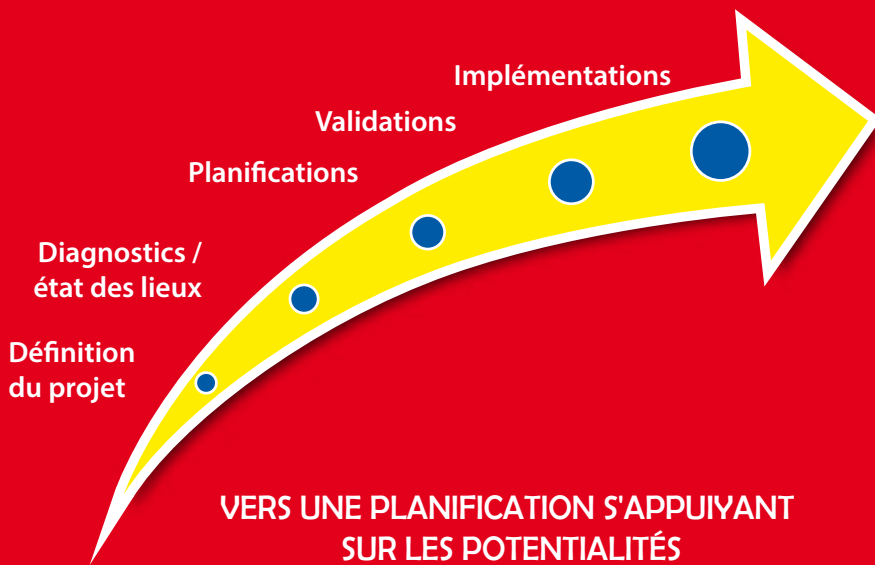 Implémentations
Validations
Planifications
Diagnostics /
état des lieux
Définition
du projet
VERS UNE PLANIFICATION S'APPUIYANT
SUR LES POTENTIALITÉS